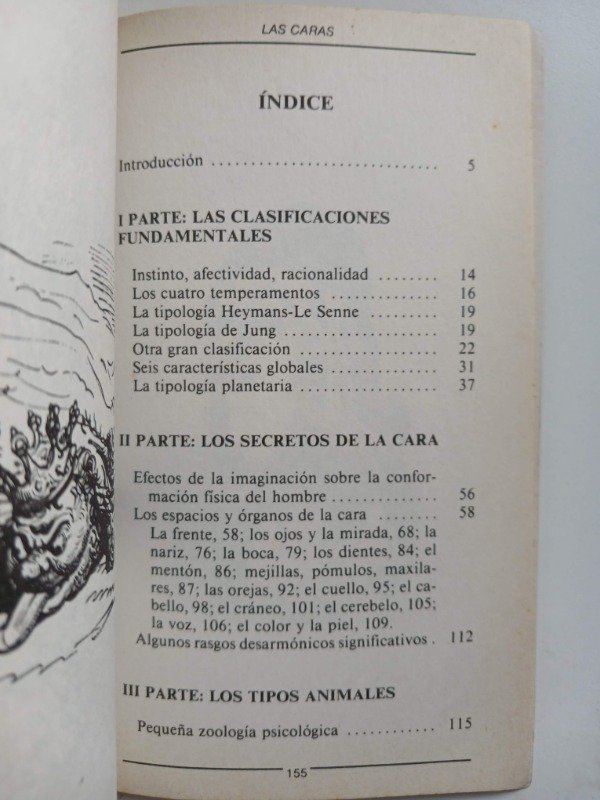 LAS CARAS
ÍNDICE
Introducción ............................. 5
I PARTE: LAS CLASIFICACIONES
FUNDAMENTALES
Instinto, afectividad, racionalidad ........ 14
Los cuatro temperamentos ............. 16
La tipología Heymans-Le Senne ........ 19
La tipología de Jung .................... 19
Otra gran clasificación .................. 22
Seis características globales ............. 31
La tipología planetaria .................. 37
II PARTE: LOS SECRETOS DE LA CARA
Efectos de la imaginación sobre la confor-
mación física del hombre ............. 56
Los espacios y órganos de la cara ........ 58
La frente, 58; los ojos y la mirada, 68; la
nariz, 76; la boca, 79; los dientes, 84; el
mentón, 86; mejillas, pómulos, maxila-
res, 87; las orejas, 92; el cuello, 95; el ca-
bello, 98; el cráneo, 101; el cerebelo, 105;
la voz, 106; el color y la piel, 109.
Algunos rasgos desarmónicos significativos . 112
III PARTE: LOS TIPOS ANIMALES
Pequeña zoología psicológica ............ 115
155